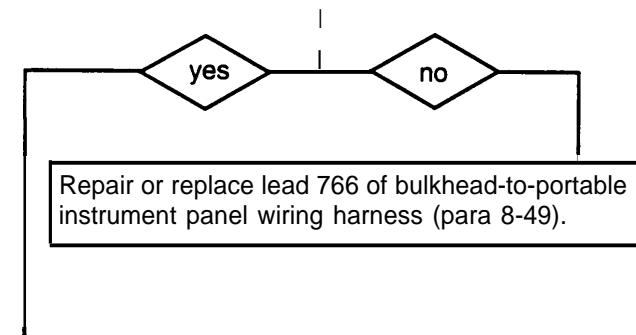 yes
no
Repair or replace lead 766 of bulkhead-to-portable
instrument panel wiring harness (para 8-49).